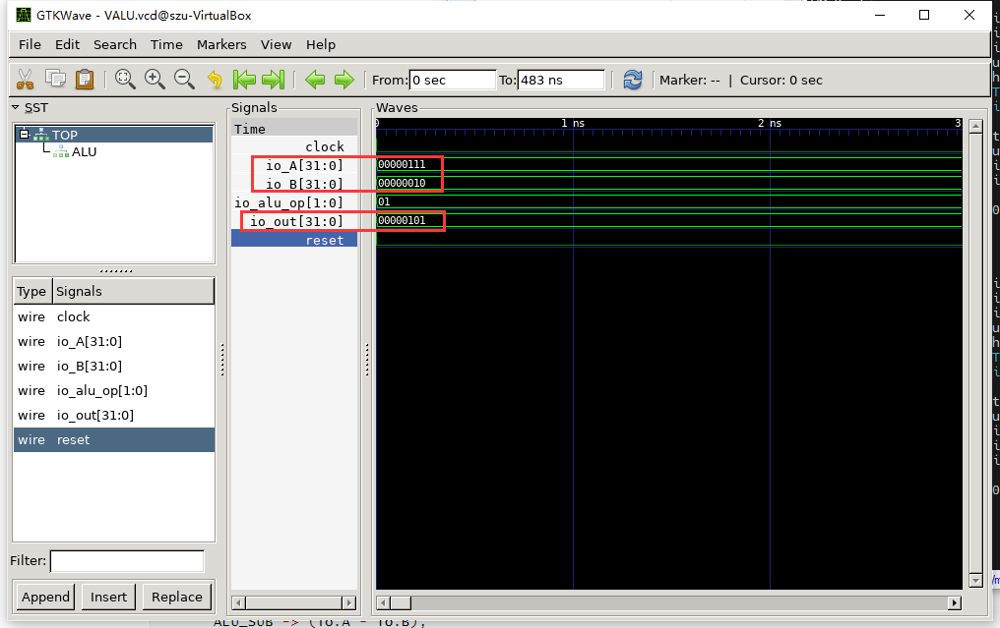 GTKWave - VALU.vcd@szu-VirtualBox
File Edit Search Time Markers View Help
From: 0 sec To: 483 ns Marker: -- | Cursor: 0 sec
SST
TOP
ALU
Type Signals
wire clock
wire io_A[31:0]
wire io_B[31:0]
wire io_alu_op[1:0]
wire io_out[31:0]
wire reset
Filter:
Append Insert Replace
Signals
Time
clock
io_A[31:0]
io_B[31:0]
io_alu_op[1:0]
io_out[31:0]
reset
Waves
0 1 ns 2 ns 3
00000111
00000010
01
00000101
ALU_SUB -> (io.A - io.B),